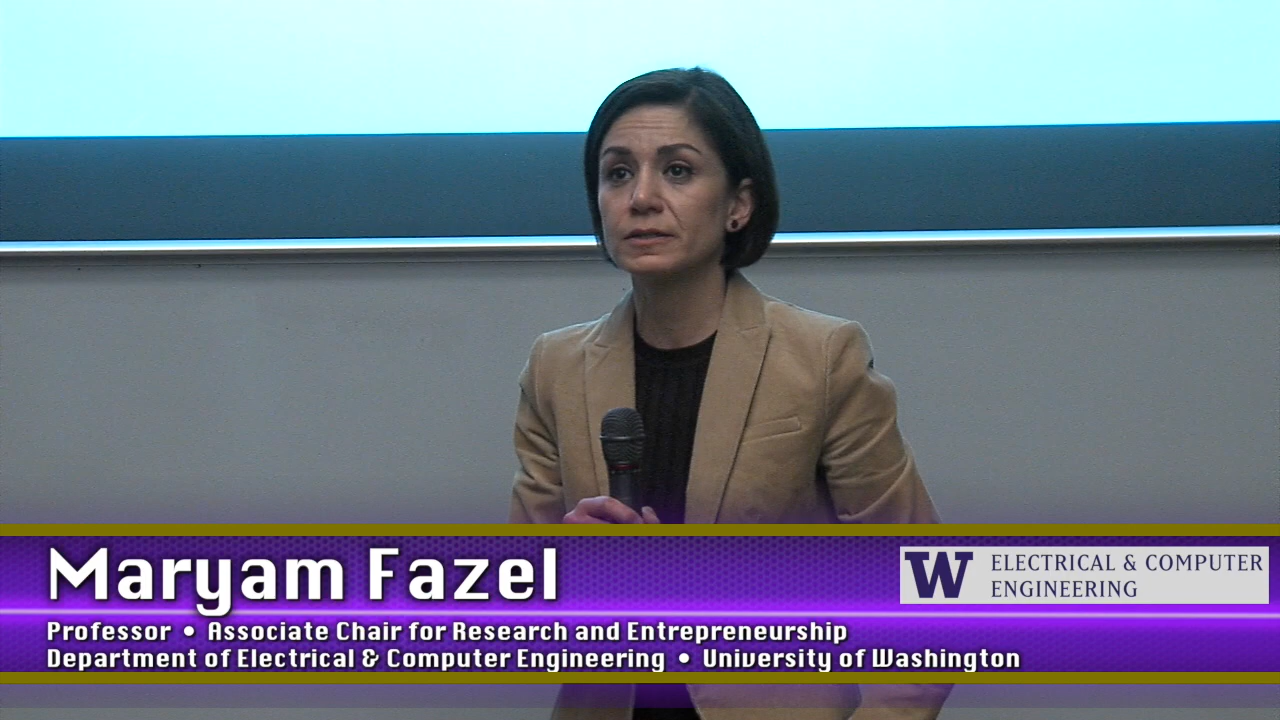 Maryam Fazel
Professor • Associate Chair for Research and Entrepreneurship
Department of Electrical & Computer Engineering • University of Washington
W ELECTRICAL & COMPUTER
ENGINEERING